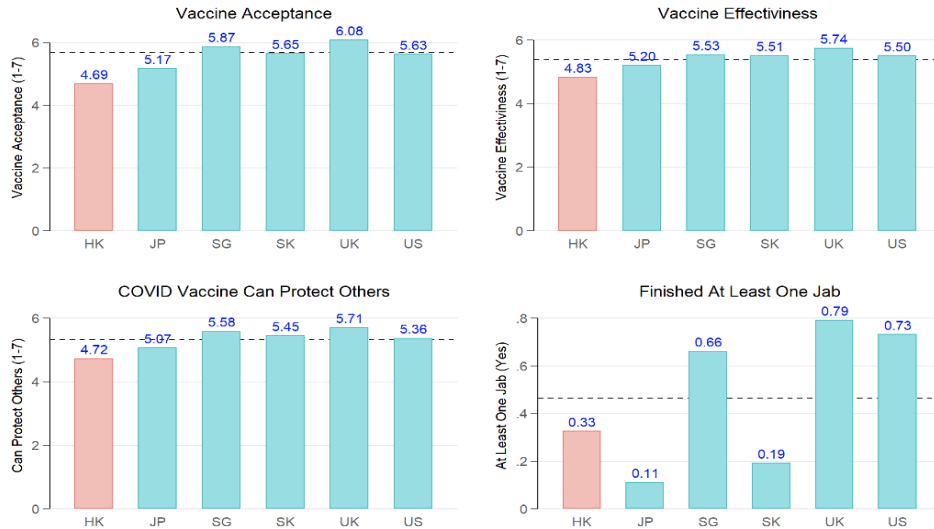 Vaccine Acceptance
Vaccine Acceptance (1-7)
6
4
2
0
4.69 5.17 5.87 5.65 6.08 5.63
HK JP SG SK UK US
Vaccine Effectiviness
Vaccine Effectiviness (1-7)
6
4
2
0
4.83 5.20 5.53 5.51 5.74 5.50
HK JP SG SK UK US
COVID Vaccine Can Protect Others
Can Protect Others (1-7)
6
4
2
0
4.72 5.07 5.58 5.45 5.71 5.36
HK JP SG SK UK US
Finished At Least One Jab
At Least One Jab (Yes)
.8
.6
.4
.2
0
0.33 0.11 0.66 0.19 0.79 0.73
HK JP SG SK UK US